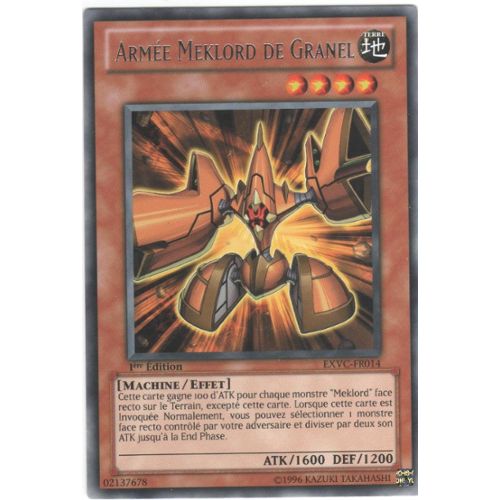 Armée Meklord de Granel
TERRE
地
1ère Édition
EXVC-FR014
[Machine / Effet]
Cette carte gagne 100 d'ATK pour chaque monstre "Meklord" face
recto sur le Terrain, excepté cette carte. Lorsque cette carte est
Invoquée Normalement, vous pouvez sélectionner 1 monstre
face recto contrôlé par votre adversaire et diviser par deux son
ATK jusqu'à la End Phase.
ATK/1600 DEF/1200
02137678
©1996 KAZUKI TAKAHASHI